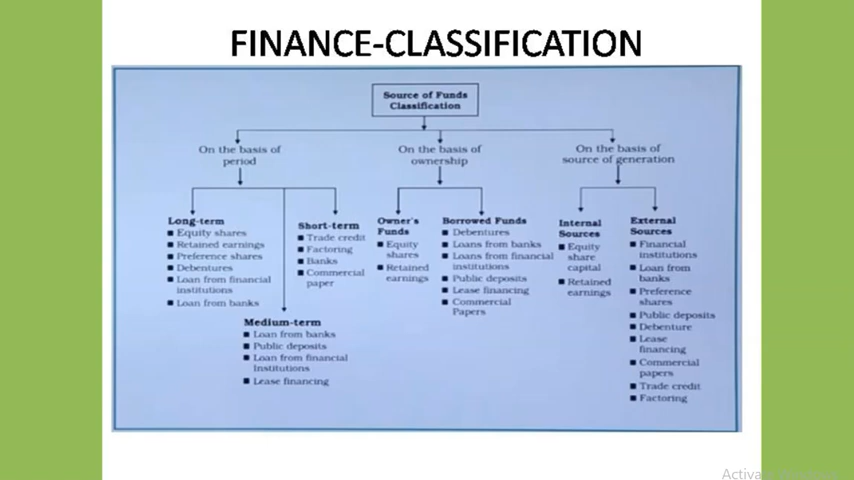 FINANCE-CLASSIFICATION
Source of Funds
Classification
On the basis of
period
On the basis of
ownership
On the basis of
source of generation
Long-term
■ Equity shares
■ Retained earnings
■ Preference shares
■ Debentures
■ Loan from financial
institutions
■ Loan from banks
Short-term
■ Trade credit
■ Factoring
■ Banks
■ Commercial
paper
Medium-term
■ Loan from banks
■ Public deposits
■ Loan from financial
Institutions
■ Lease financing
Owner's
Funds
■ Equity
shares
■ Retained
earnings
Borrowed Funds
■ Debentures
■ Loans from banks
■ Loans from financial
institutions
■ Public deposits
■ Lease financing
■ Commercial
Papers
Internal
Sources
■ Equity
share
capital
■ Retained
earnings
External
Sources
■ Financial
institutions
■ Loan from
banks
■ Preference
shares
■ Public deposits
■ Debenture
■ Lease
financing
■ Commercial
papers
■ Trade credit
■ Factoring